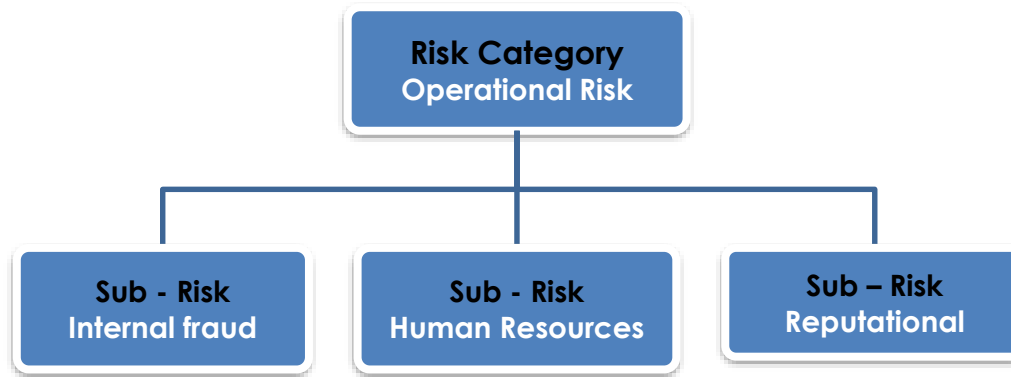 Risk Category
Operational Risk
Sub - Risk
Internal fraud
Sub - Risk
Human Resources
Sub – Risk
Reputational